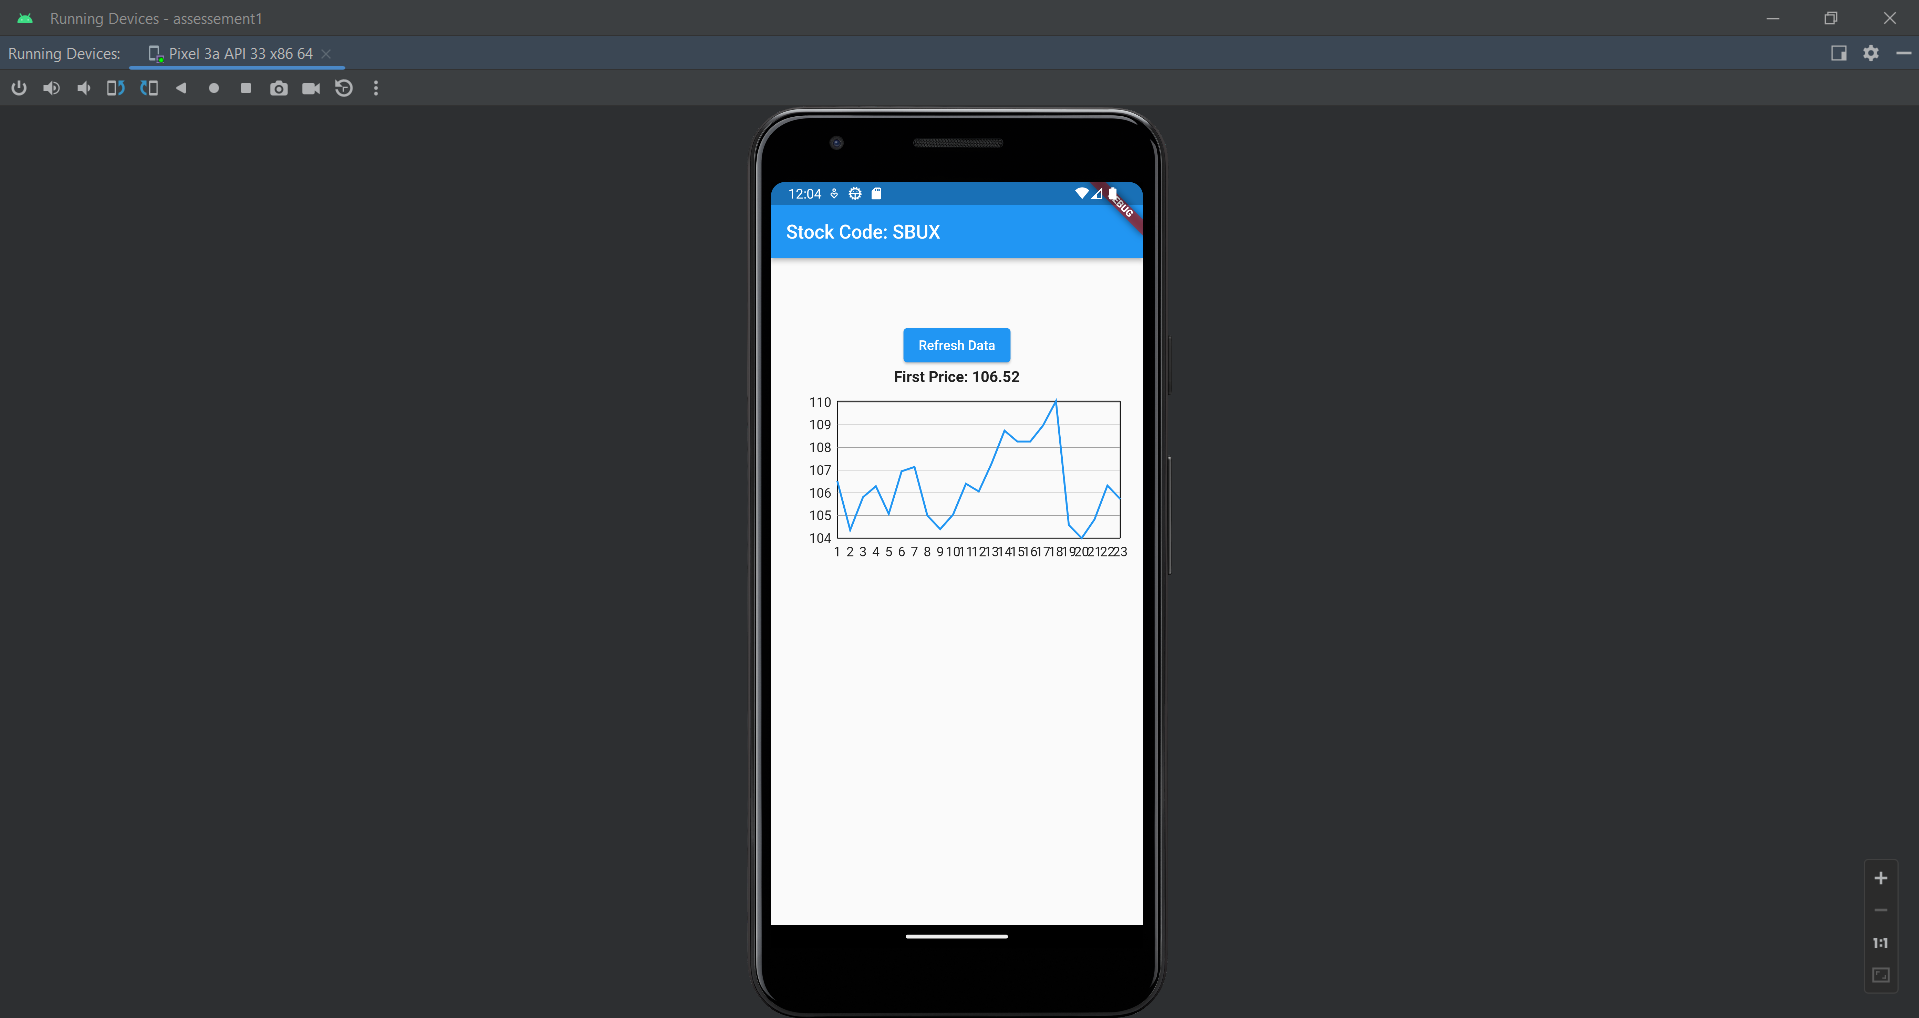 Running Devices - assessement1
Running Devices:
Pixel 3a API 33 x86 64
12:04
Stock Code: SBUX
Refresh Data
First Price: 106.52
110
109
108
107
106
105
104
1 2 3 4 5 6 7 8 9 10 11 12 13 14 15 16 17 18 19 20 21 22 23
1:1